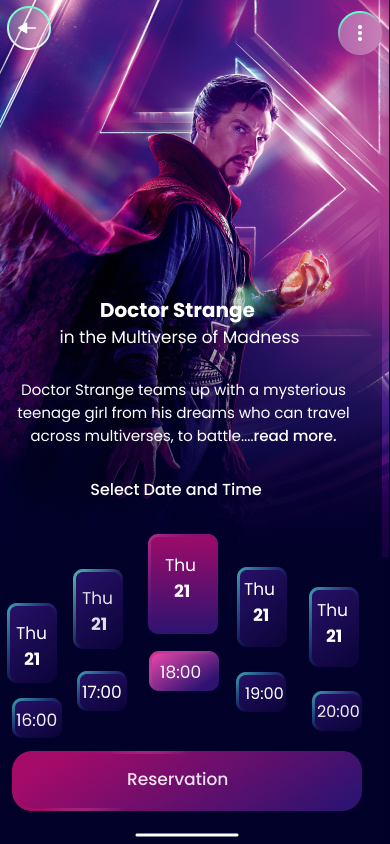 Doctor Strange
in the Multiverse of Madness
Doctor Strange teams up with a mysterious
teenage girl from his dreams who can travel
across multiverses, to battle....read more.
Select Date and Time
Thu
21
Thu
21
Thu
21
Thu
21
Thu
21
16:00
17:00
18:00
19:00
20:00
Reservation